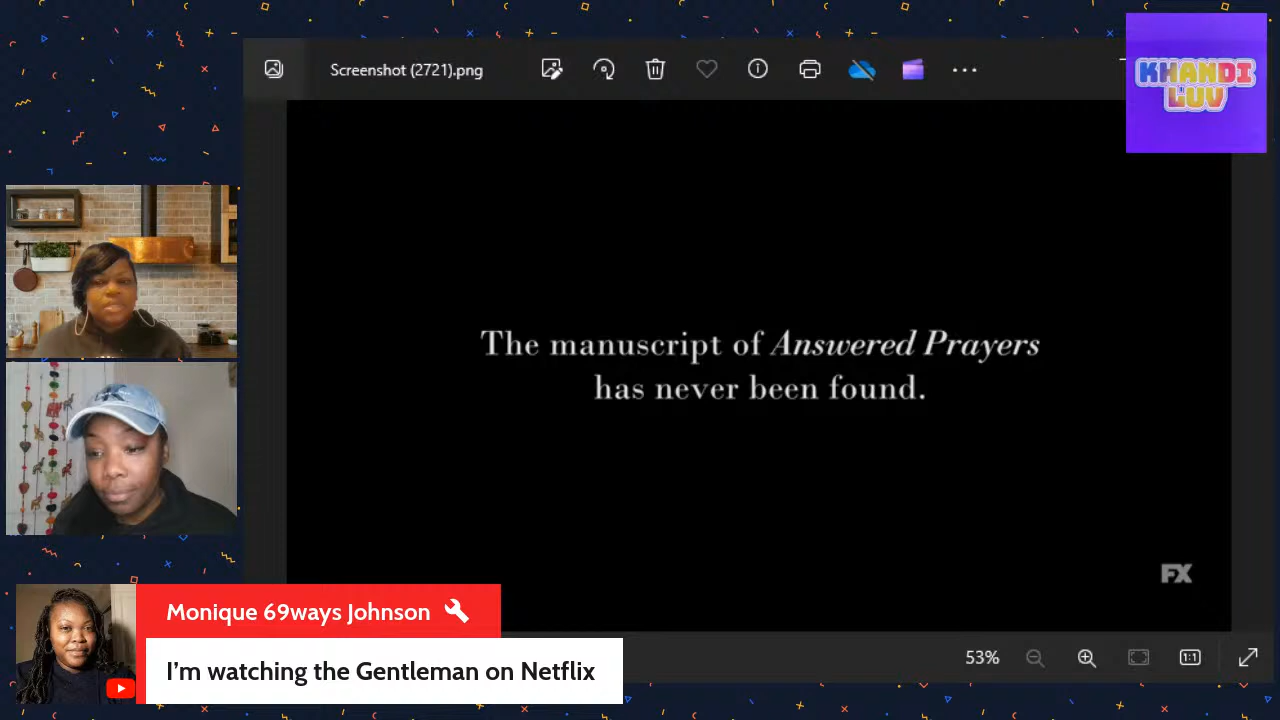 Screenshot (2721).png
KHANDI
LUV
The manuscript of Answered Prayers
has never been found.
FX
Monique 69ways Johnson
I’m watching the Gentleman on Netflix
53%
1:1